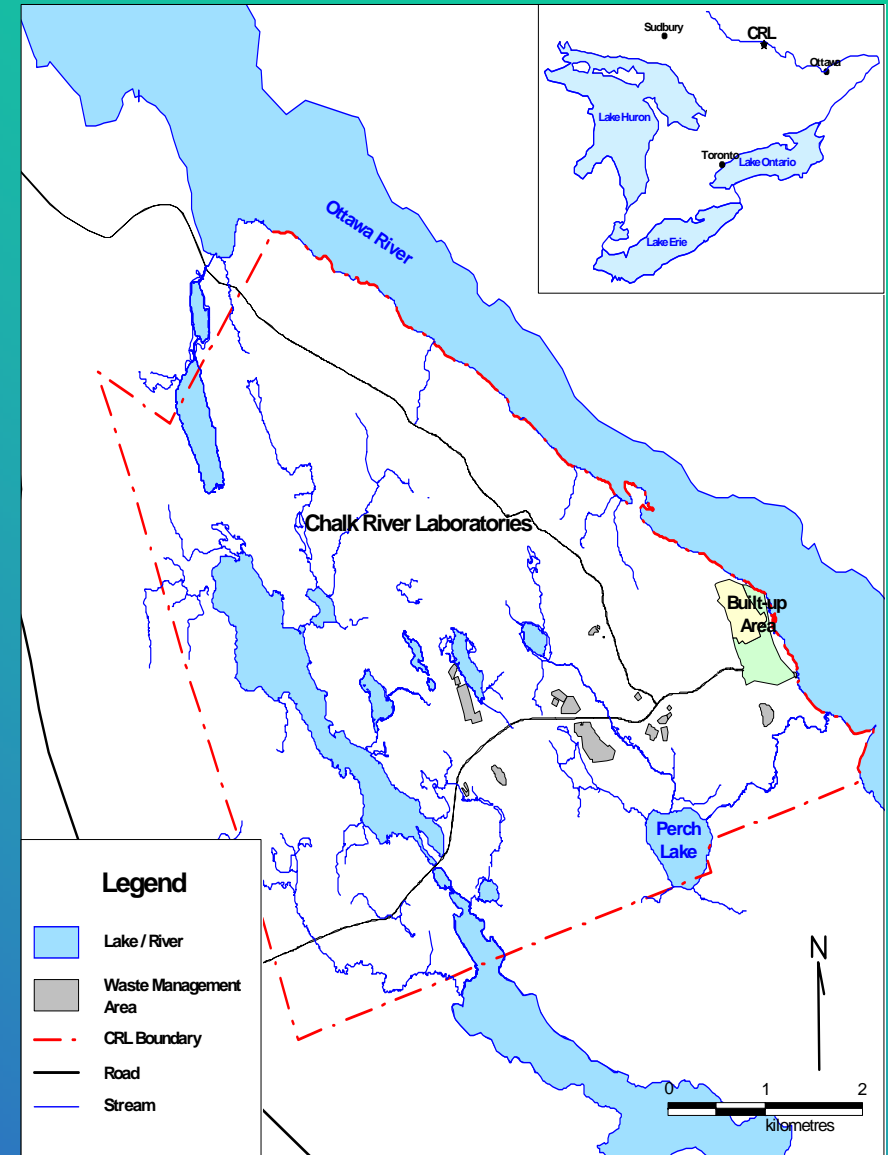 Sudbury
CRL
Ottawa
Lake Huron
Toronto
Lake Ontario
Lake Erie
Ottawa River
Chalk River Laboratories
Built-up
Area
Perch
Lake
Legend
Lake / River
Waste Management
Area
CRL Boundary
Road
Stream
N
0 1 2
kilometres